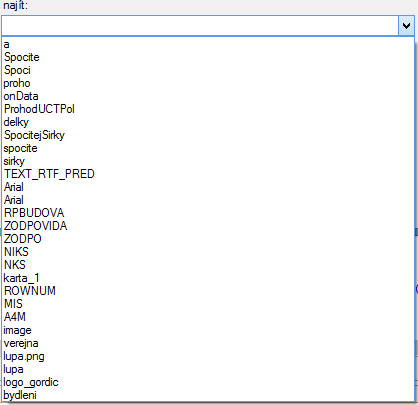 najít:
a
Spocite
Spoci
proho
onData
ProhodUCTPol
delky
SpocitejSirky
spocite
sirky
TEXT_RTF_PRED
Arial
Arial
RPBUDOVA
ZODPOVIDA
ZODPO
NIKS
NKS
karta_1
ROWNUM
MIS
A4M
image
verejna
lupa.png
lupa
logo_gordic
bydleni